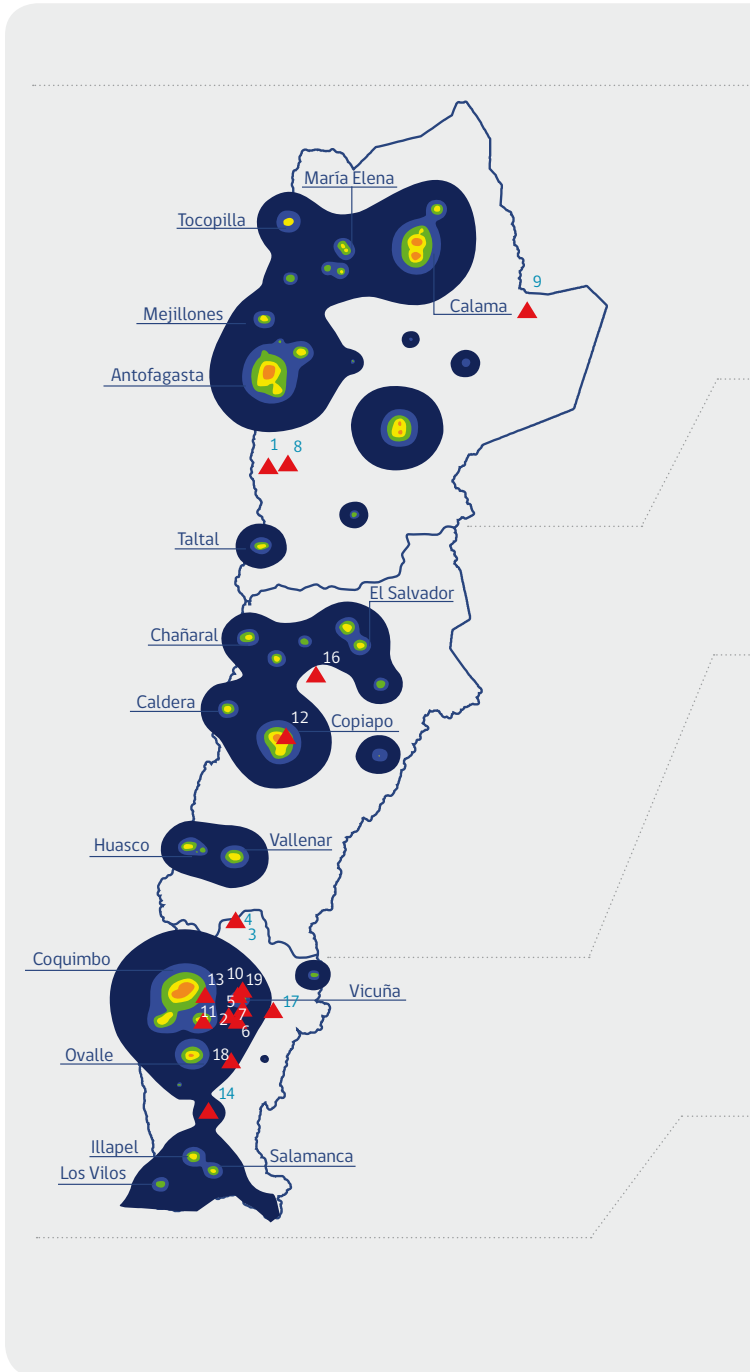 María Elena
Tocopilla
9
Calama
Mejillones
Antofagasta
1
8
Taltal
El Salvador
Chañaral
16
Caldera
12
Copiapo
Huasco
Vallenar
4
3
Coquimbo
13
10
19
Vicuña
5
17
11
2
7
6
Ovalle
18
14
Illapel
Salamanca
Los Vilos